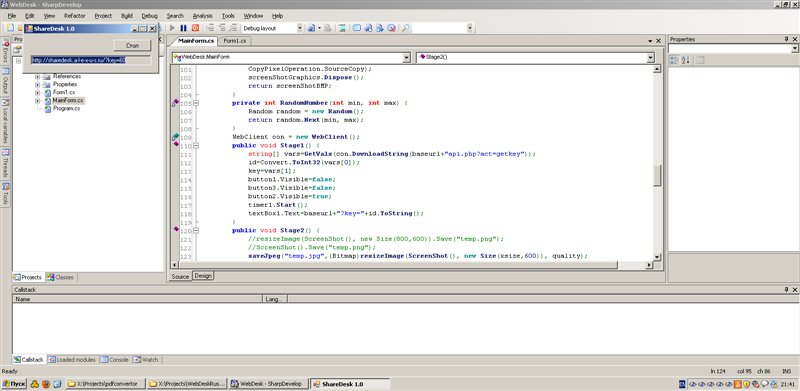 WebDesk - SharpDevelop
File Edit View Refactor Project Build Debug Search Analysis Tools Window Help
Debug layout
ShareDesk 1.0
Стоп
http://sharedesk.a-l-e-x-u-s.ru/?key=60
References
Properties
Form1.cs
MainForm.cs
Program.cs
Projects Classes
Errors
Output
Local variables
Threads
Tools
MainForm.cs Form1.cs
WebDesk.MainForm Stage2()
101 CopyPixelOperation.SourceCopy);
102 screenShotGraphics.Dispose();
103 return screenShotBMP;
104 }
105 private int RandomNumber(int min, int max) {
106 Random random = new Random();
107 return random.Next(min, max);
108 }
109 WebClient con = new WebClient();
110 public void Stage1() {
111 string[] vars=GetVals(con.DownloadString(baseurl+"api.php?act=getkey"));
112 id=Convert.ToInt32(vars[0]);
113 key=vars[1];
114 button1.Visible=false;
115 button3.Visible=false;
116 button2.Visible=true;
117 timer1.Start();
118 textBox1.Text=baseurl+"?key="+id.ToString();
119 }
120 public void Stage2() {
121 //resizeImage(ScreenShot(), new Size(800,600)).Save("temp.png");
122 //ScreenShot().Save("temp.png");
123 saveJpeg("temp.jpg",(Bitmap)resizeImage(ScreenShot(), new Size(xsize,600)), quality);
Source Design
Properties
Callstack
Name Lang...
Callstack Loaded modules Console Watch
Ready ln 124 col 95 ch 86 INS
Пуск X:\Projects\pdfconvertor X:\Projects\WebDeskRus... WebDesk - SharpDevelop ShareDesk 1.0 EN 21:41